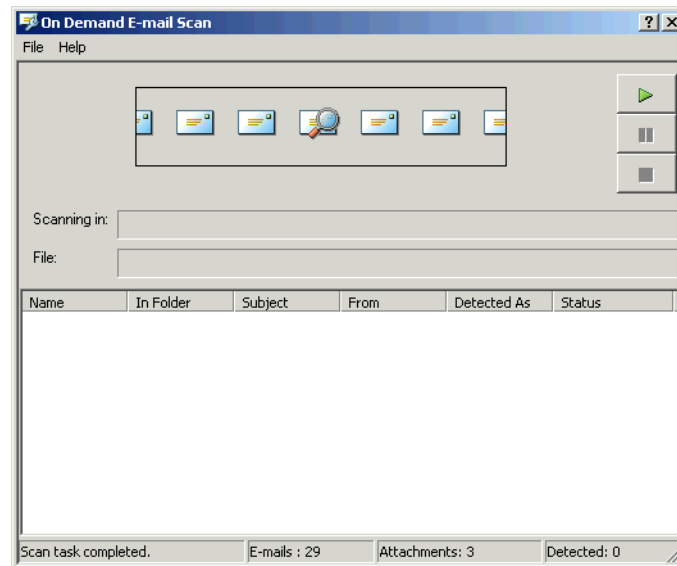 On Demand E-mail Scan
File Help
Scanning in:
File:
Name In Folder Subject From Detected As Status
Scan task completed. E-mails : 29 Attachments: 3 Detected: 0